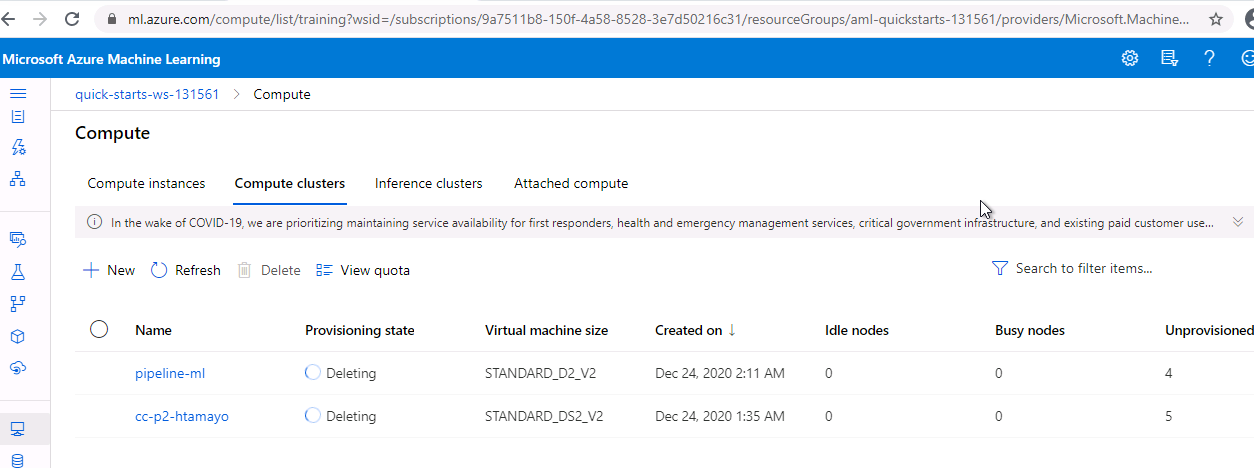 ml.azure.com/compute/list/training?wsid=/subscriptions/9a7511b8-150f-4a58-8528-3e7d50216c31/resourceGroups/aml-quickstarts-131561/providers/Microsoft.Machine...
Microsoft Azure Machine Learning
quick-starts-ws-131561 > Compute
Compute
Compute instances Compute clusters Inference clusters Attached compute
In the wake of COVID-19, we are prioritizing maintaining service availability for first responders, health and emergency management services, critical government infrastructure, and existing paid customer use...
New Refresh Delete View quota Search to filter items...
Name Provisioning state Virtual machine size Created on ↓ Idle nodes Busy nodes Unprovisioned
pipeline-ml Deleting STANDARD_D2_V2 Dec 24, 2020 2:11 AM 0 0 4
cc-p2-htamayo Deleting STANDARD_DS2_V2 Dec 24, 2020 1:35 AM 0 0 5